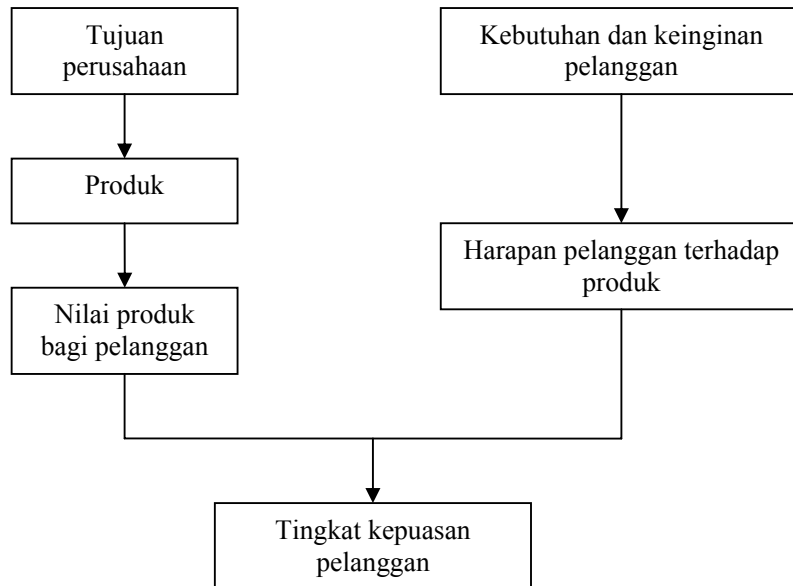 Tujuan
perusahaan
Kebutuhan dan keinginan
pelanggan
Produk
Harapan pelanggan terhadap
produk
Nilai produk
bagi pelanggan
Tingkat kepuasan
pelanggan